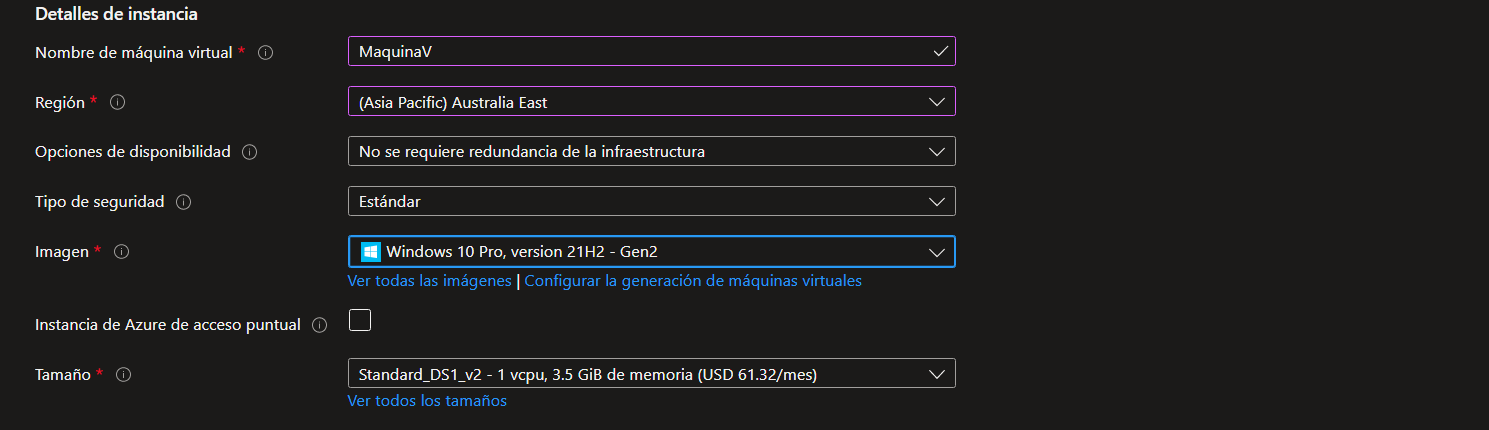 Detalles de instancia
Nombre de máquina virtual *
MaquinaV
Región *
(Asia Pacific) Australia East
Opciones de disponibilidad
No se requiere redundancia de la infraestructura
Tipo de seguridad
Estándar
Imagen *
Windows 10 Pro, version 21H2 - Gen2
Ver todas las imágenes | Configurar la generación de máquinas virtuales
Instancia de Azure de acceso puntual
Tamaño *
Standard_DS1_v2 - 1 vcpu, 3.5 GiB de memoria (USD 61.32/mes)
Ver todos los tamaños